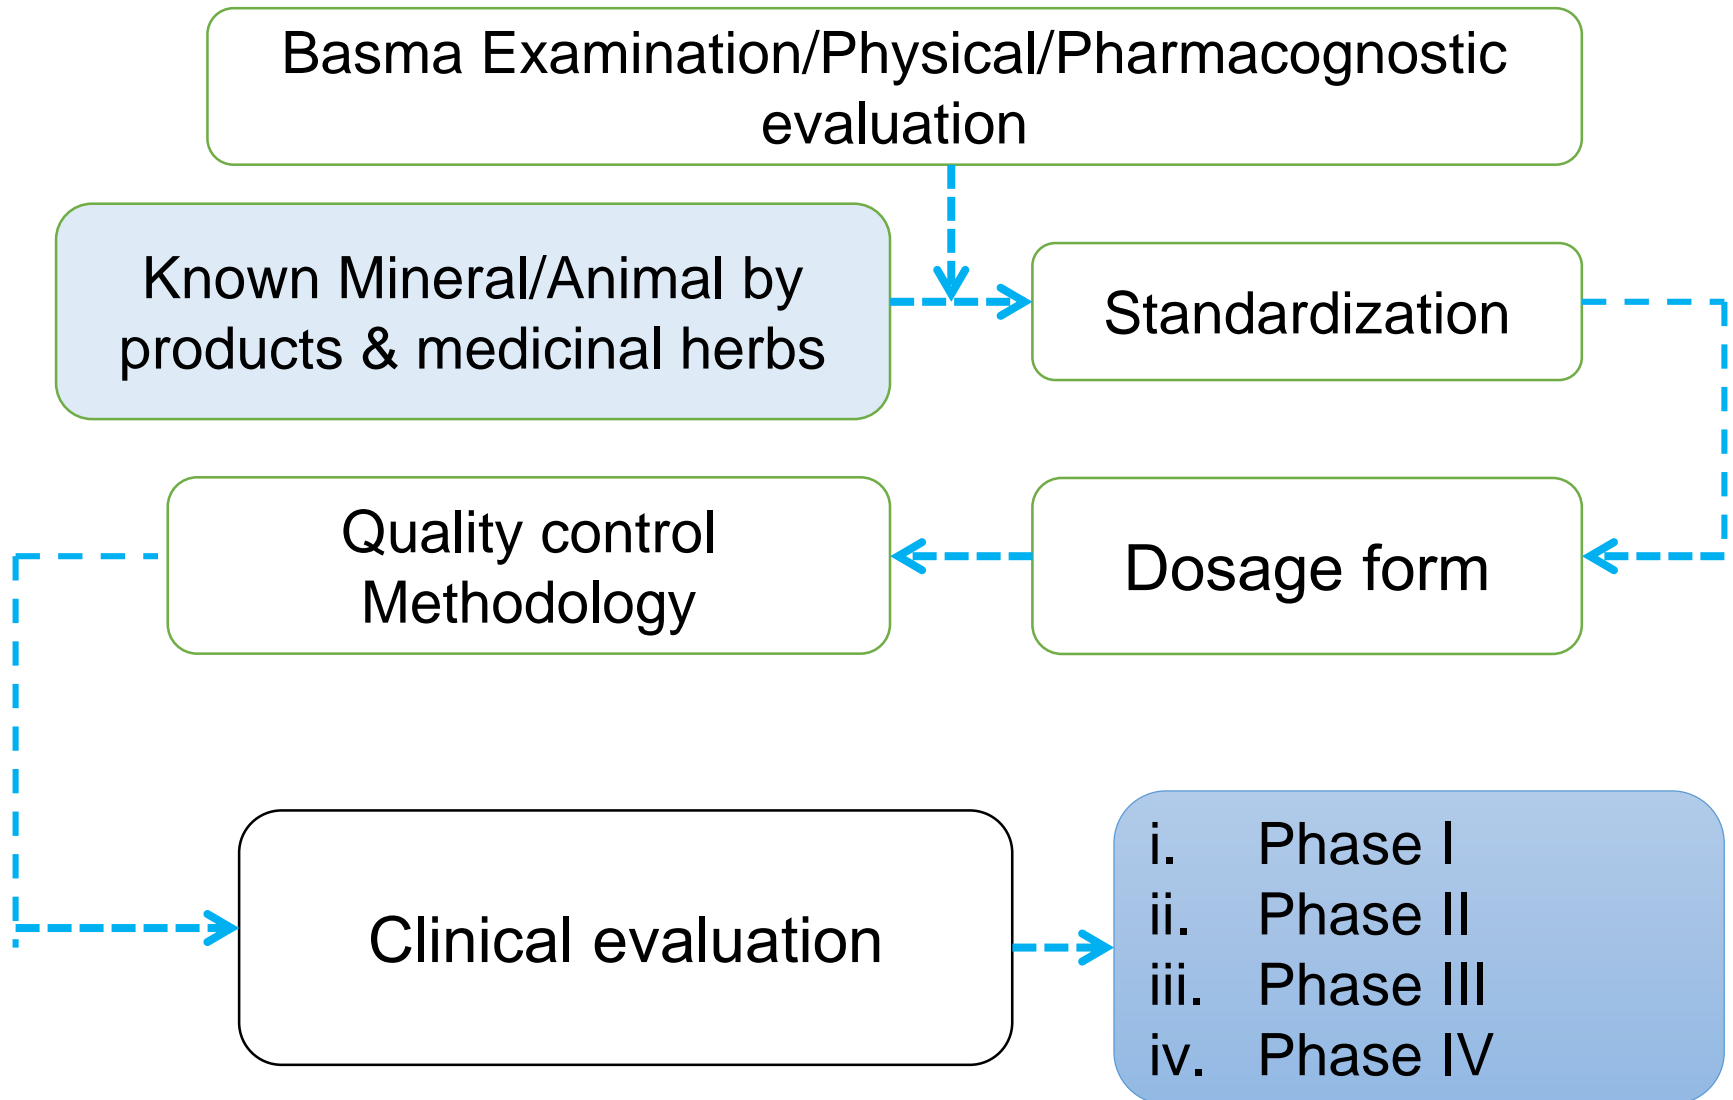 Basma Examination/Physical/Pharmacognostic
evaluation
Known Mineral/Animal by
products & medicinal herbs
Standardization
Quality control
Methodology
Dosage form
Clinical evaluation
i. Phase I
ii. Phase II
iii. Phase III
iv. Phase IV